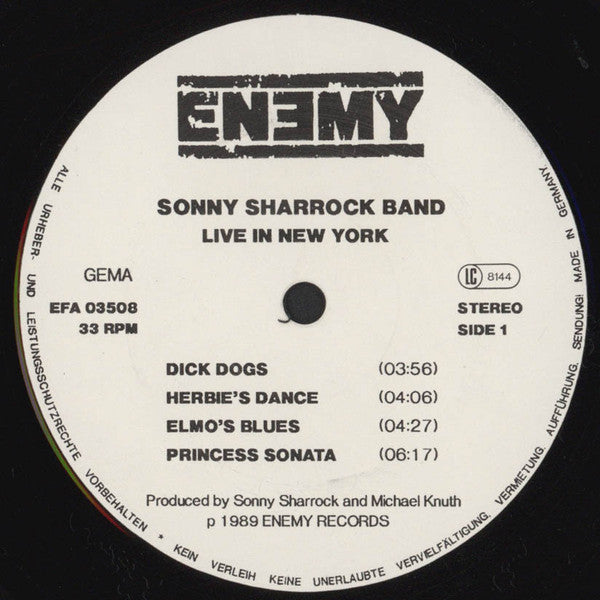 ENEMY
SONNY SHARROCK BAND
LIVE IN NEW YORK
GEMA
LC 8144
EFA 03508
STEREO
33 RPM
SIDE 1
DICK DOGS (03:56)
HERBIE'S DANCE (04:06)
ELMO'S BLUES (04:27)
PRINCESS SONATA (06:17)
Produced by Sonny Sharrock and Michael Knuth
p 1989 ENEMY RECORDS
ALLE URHEBER- UND LEISTUNGSSCHUTZRECHTE VORBEHALTEN * KEIN VERLEIH KEINE UNERLAUBTE VERVIELFÄLTIGUNG. VERMIETUNG. AUFFÜHRUNG. SENDUNG! MADE IN GERMANY